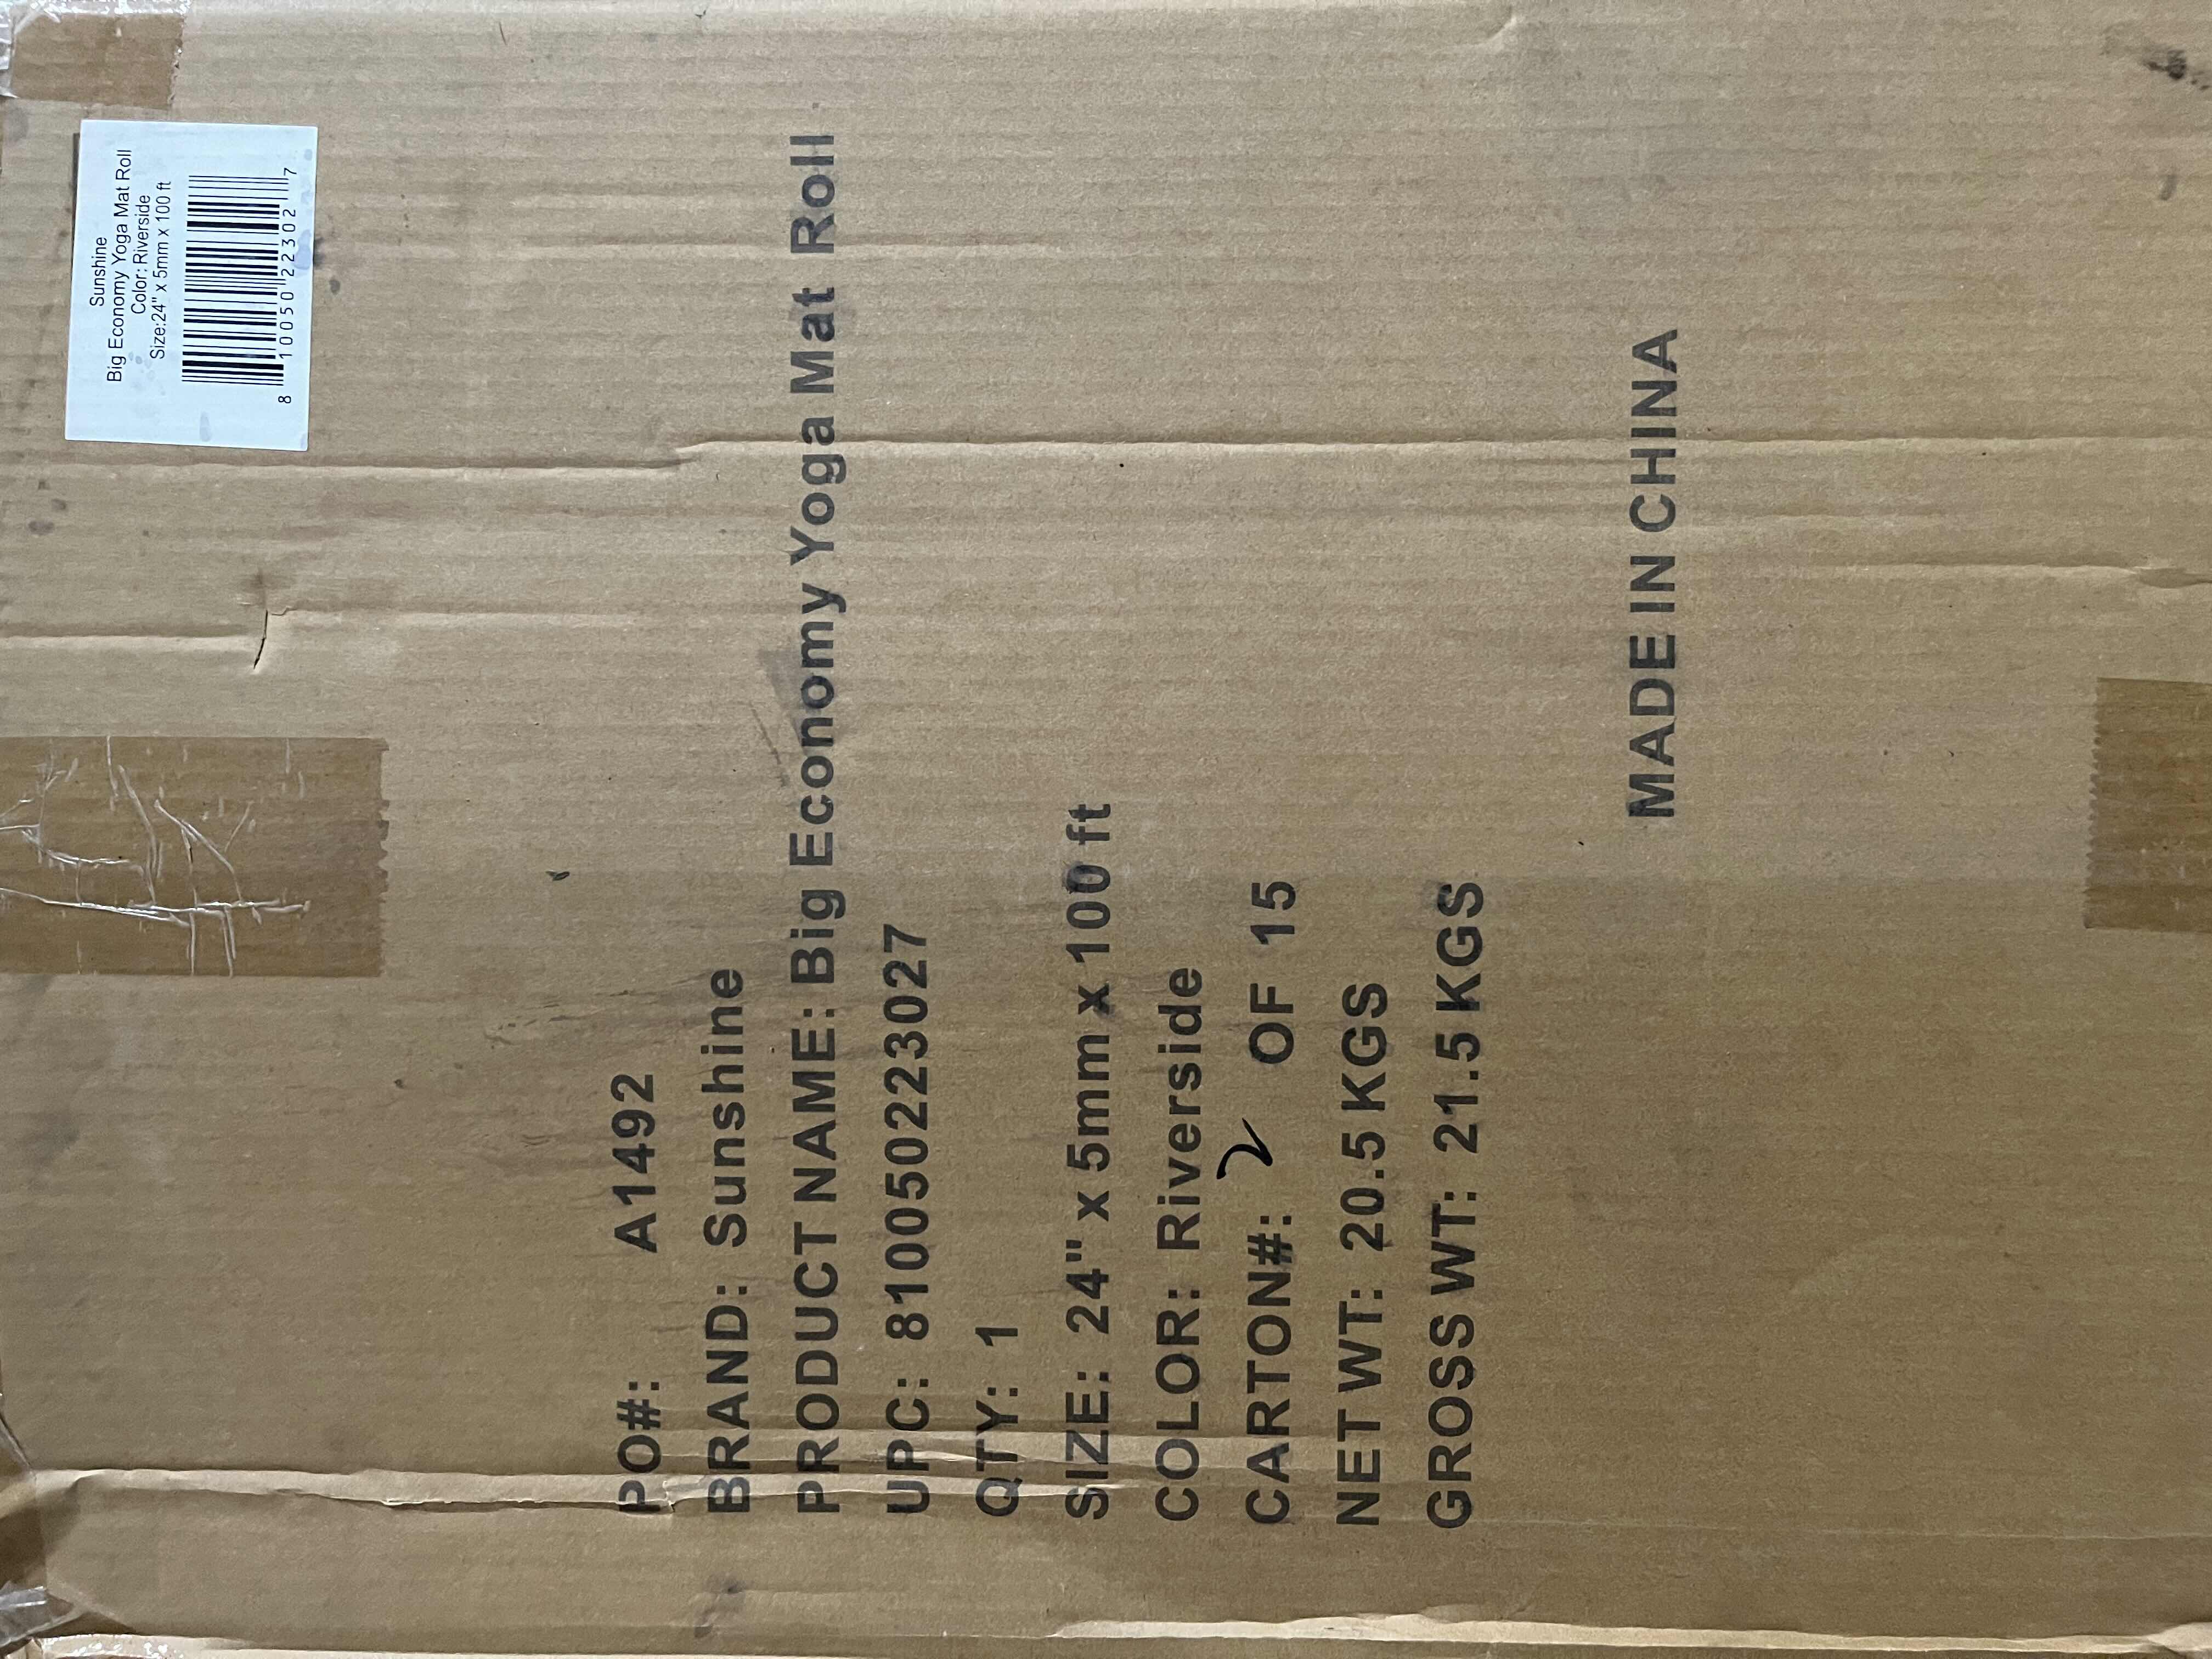 Sunshine
Big Economy Yoga Mat Roll
Color: Riverside
Size:24" x 5mm x 100 ft
8 10050 22302 7
PO#: A1492
BRAND: Sunshine
PRODUCT NAME: Big Economy Yoga Mat Roll
UPC: 810050223027
QTY: 1
SIZE: 24" x 5mm x 100 ft
COLOR: Riverside
CARTON#: 2 OF 15
NET WT: 20.5 KGS
GROSS WT: 21.5 KGS
MADE IN CHINA